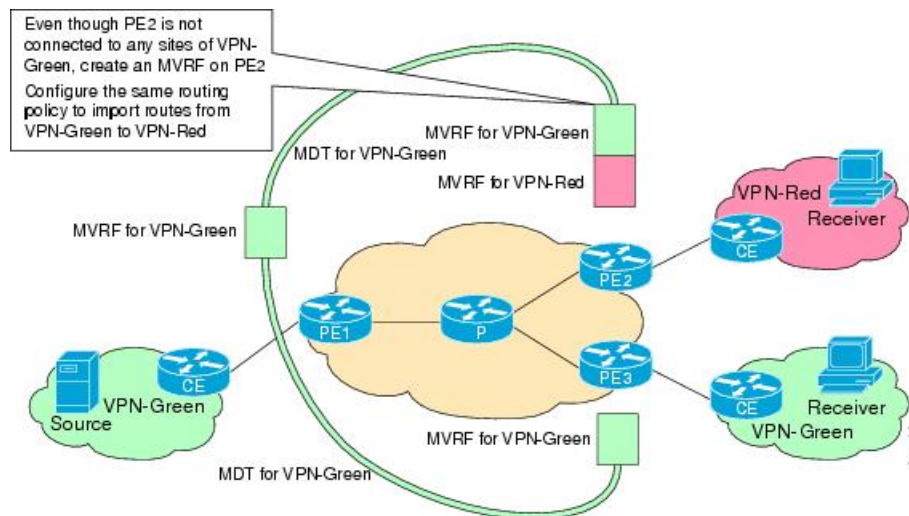 Even though PE2 is not
connected to any sites of VPN-
Green, create an MVRF on PE2
Configure the same routing
policy to import routes from
VPN-Green to VPN-Red
MVRF for VPN-Green
MDT for VPN-Green
MVRF for VPN-Red
MVRF for VPN-Green
VPN-Red
Receiver
CE
PE2
PE1
P
CE
VPN-Green
Source
PE3
CE
Receiver
VPN-Green
MVRF for VPN-Green
MDT for VPN-Green